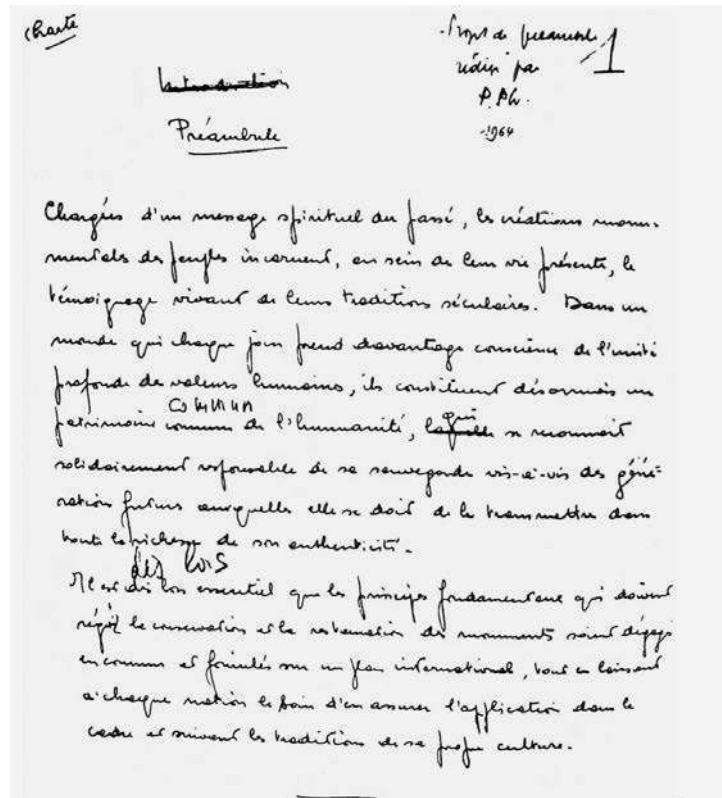 Charte
Projet de préambule
rédigé par
P. Ph.
1964
1
Introduction
Préambule
Chargées d'un message spirituel du passé, les créations monu-
mentales des peuples incarnent, au sein de leur vie présente, le
témoignage vivant de leurs traditions séculaires. Dans un
monde qui chaque jour prend davantage conscience de l'unité
profonde des valeurs humaines, ils constituent désormais un
commun
patrimoine commun de l'humanité, laquelle qui se reconnait
solidairement responsable de sa sauvegarde vis-à-vis des géné-
rations futures auxquelles elle se doit de le transmettre dans
toute la richesse de son authenticité.
dès lors
Il est dès lors essentiel que les principes fondamentaux qui doivent
régir la conservation et la restauration des monuments soient dégagés
en commun et formulés sur un plan international, tout en laissant
à chaque nation le soin d'en assurer l'application dans le
cadre et suivant les traditions de sa propre culture.